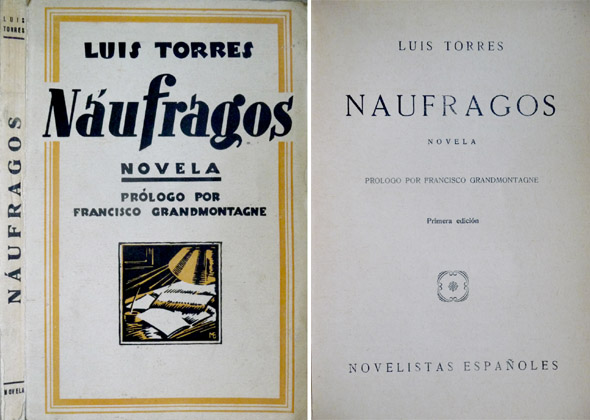 LUIS
TORRES
NÁUFRAGOS
NOVELA
LUIS TORRES
Náufragos
NOVELA
PRÓLOGO POR
FRANCISCO GRANDMONTAGNE
LUIS TORRES
NAUFRAGOS
NOVELA
PROLOGO POR FRANCISCO GRANDMONTAGNE
Primera edición
NOVELISTAS ESPAÑOLES